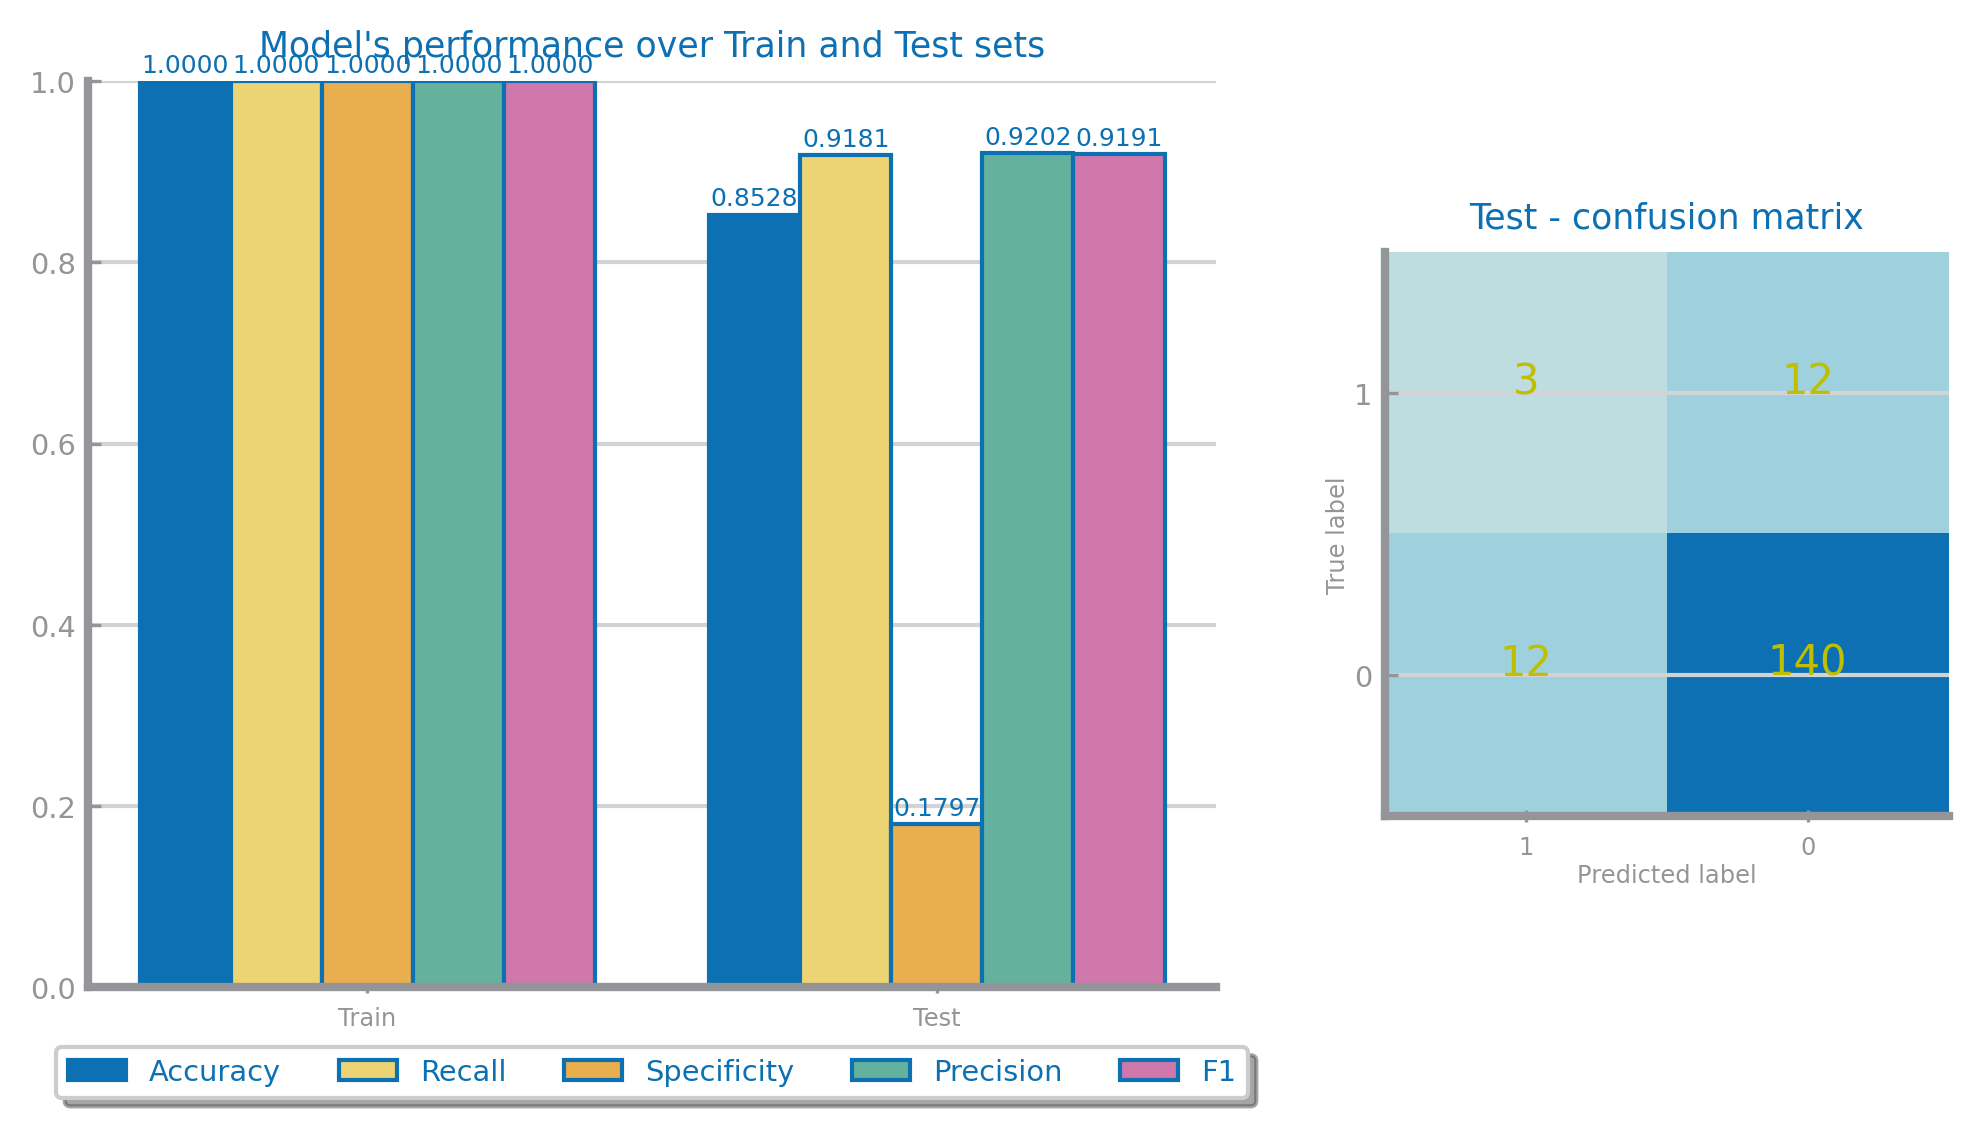 Model's performance over Train and Test sets
1.0000 1.0000 1.0000 1.0000 1.0000
1.0
0.9181
0.9202 0.9191
0.8528
0.8
0.6
0.4
0.2
0.1797
0.0
Train Test
Accuracy Recall Specificity Precision F1
Test - confusion matrix
3 12
1
True label
12 140
0
1 0
Predicted label